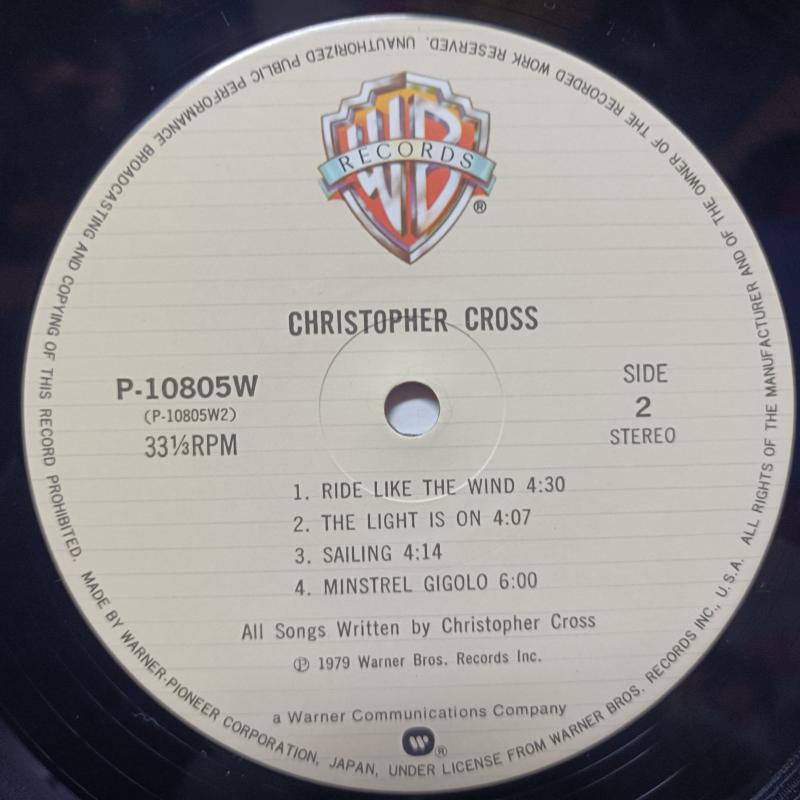 WB
RECORDS
®
CHRISTOPHER CROSS
P-10805W
(P-10805W2)
33⅓RPM
SIDE
2
STEREO
1. RIDE LIKE THE WIND 4:30
2. THE LIGHT IS ON 4:07
3. SAILING 4:14
4. MINSTREL GIGOLO 6:00
All Songs Written by Christopher Cross
Ⓟ 1979 Warner Bros. Records Inc.
a Warner Communications Company
®
MADE BY WARNER-PIONEER CORPORATION, JAPAN, UNDER LICENSE FROM WARNER BROS. RECORDS INC., U.S.A. ALL RIGHTS OF THE MANUFACTURER AND OF THE OWNER OF THE RECORDED WORK RESERVED. UNAUTHORIZED PUBLIC PERFORMANCE BROADCASTING AND COPYING OF THIS RECORD PROHIBITED.